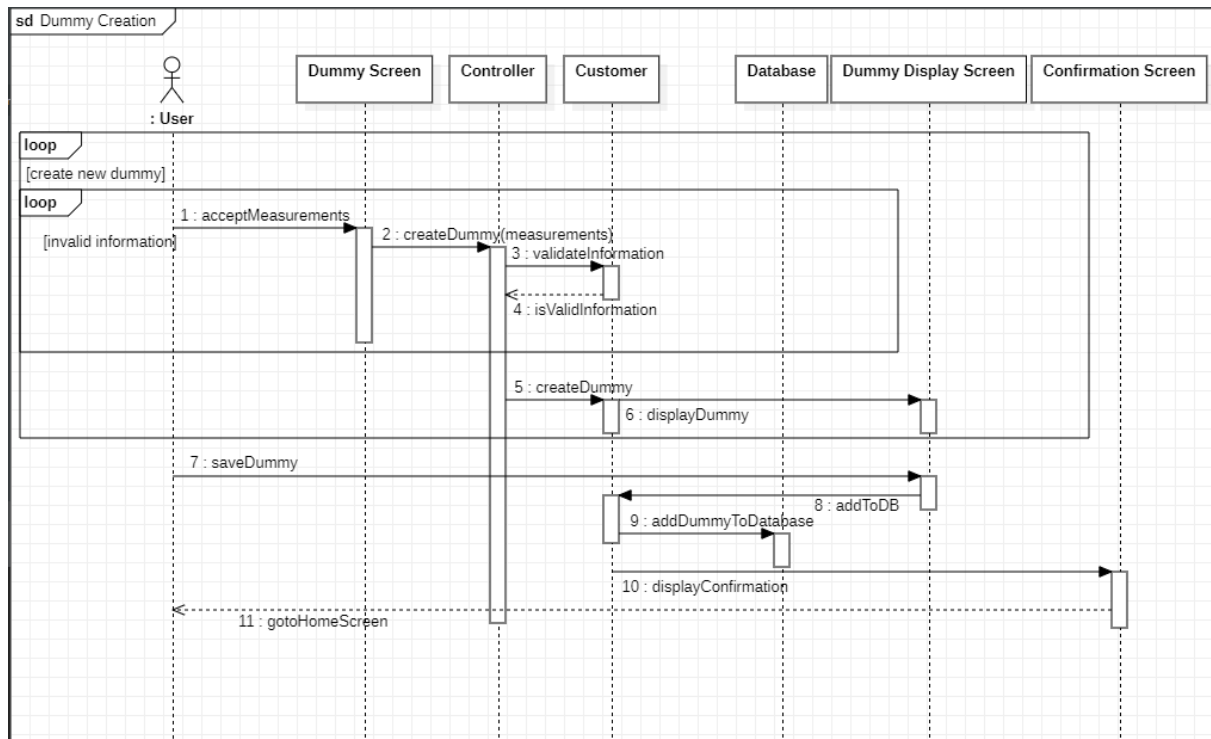 sd Dummy Creation
: User
Dummy Screen
Controller
Customer
Database
Dummy Display Screen
Confirmation Screen
loop
[create new dummy]
loop
[invalid information]
1 : acceptMeasurements
2 : createDummy(measurements)
3 : validateInformation
4 : isValidInformation
5 : createDummy
6 : displayDummy
7 : saveDummy
8 : addToDB
9 : addDummyToDatabase
10 : displayConfirmation
11 : gotoHomeScreen